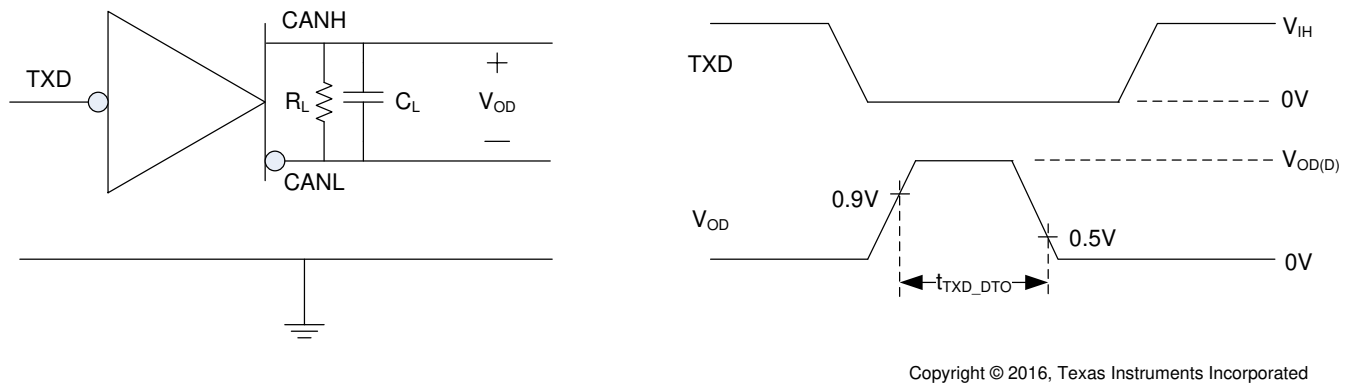 CANH
TXD
R_L
C_L
+
V_OD
—
CANL
TXD
V_IH
0V
V_OD
0.9V
0.5V
V_OD(D)
0V
t_TXD_DTO
Copyright © 2016, Texas Instruments Incorporated